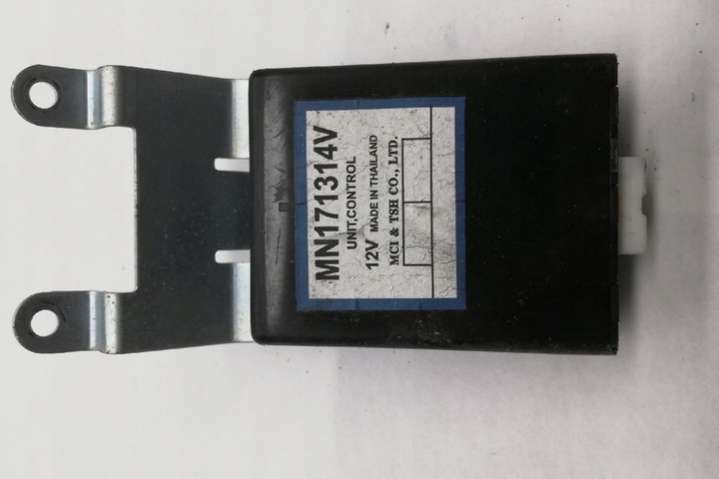 MN171314V
UNIT,CONTROL
12V MADE IN THAILAND
MCI & TSH CO., LTD.